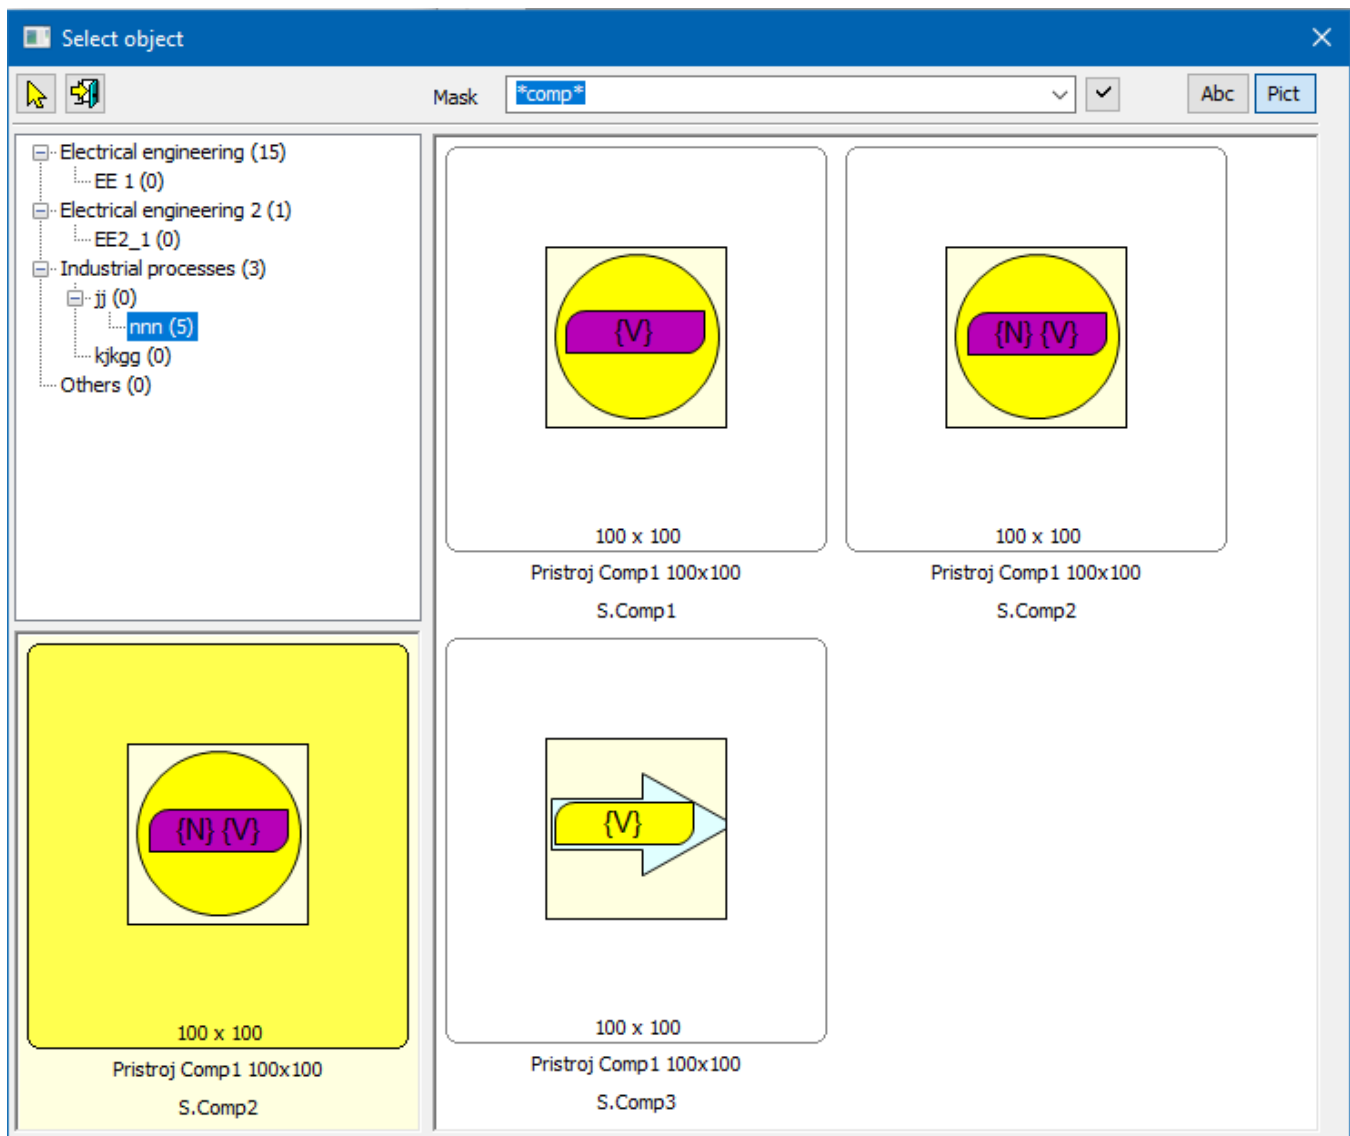 Select object
Mask
*comp*
Abc
Pict
Electrical engineering (15)
EE 1 (0)
Electrical engineering 2 (1)
EE2_1 (0)
Industrial processes (3)
jj (0)
nnn (5)
kjkgg (0)
Others (0)
{N} {V}
100 x 100
Pristroj Comp1 100x100
S.Comp2
{V}
100 x 100
Pristroj Comp1 100x100
S.Comp1
{N} {V}
100 x 100
Pristroj Comp1 100x100
S.Comp2
{V}
100 x 100
Pristroj Comp1 100x100
S.Comp3